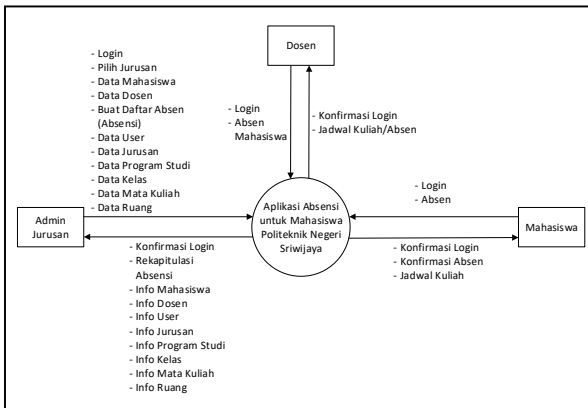 Dosen
- Login
- Pilih Jurusan
- Data Mahasiswa
- Data Dosen
- Buat Daftar Absen
(Absensi)
- Data User
- Data Jurusan
- Data Program Studi
- Data Kelas
- Data Mata Kuliah
- Data Ruang
- Login
- Absen
Mahasiswa
- Konfirmasi Login
- Jadwal Kuliah/Absen
- Login
- Absen
Admin
Jurusan
Aplikasi Absensi
untuk Mahasiswa
Politeknik Negeri
Sriwijaya
Mahasiswa
- Konfirmasi Login
- Rekapitulasi
Absensi
- Info Mahasiswa
- Info Dosen
- Info User
- Info Jurusan
- Info Program Studi
- Info Kelas
- Info Mata Kuliah
- Info Ruang
- Konfirmasi Login
- Konfirmasi Absen
- Jadwal Kuliah